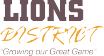 LIONS
DISTRICT
"Growing our Great Game"